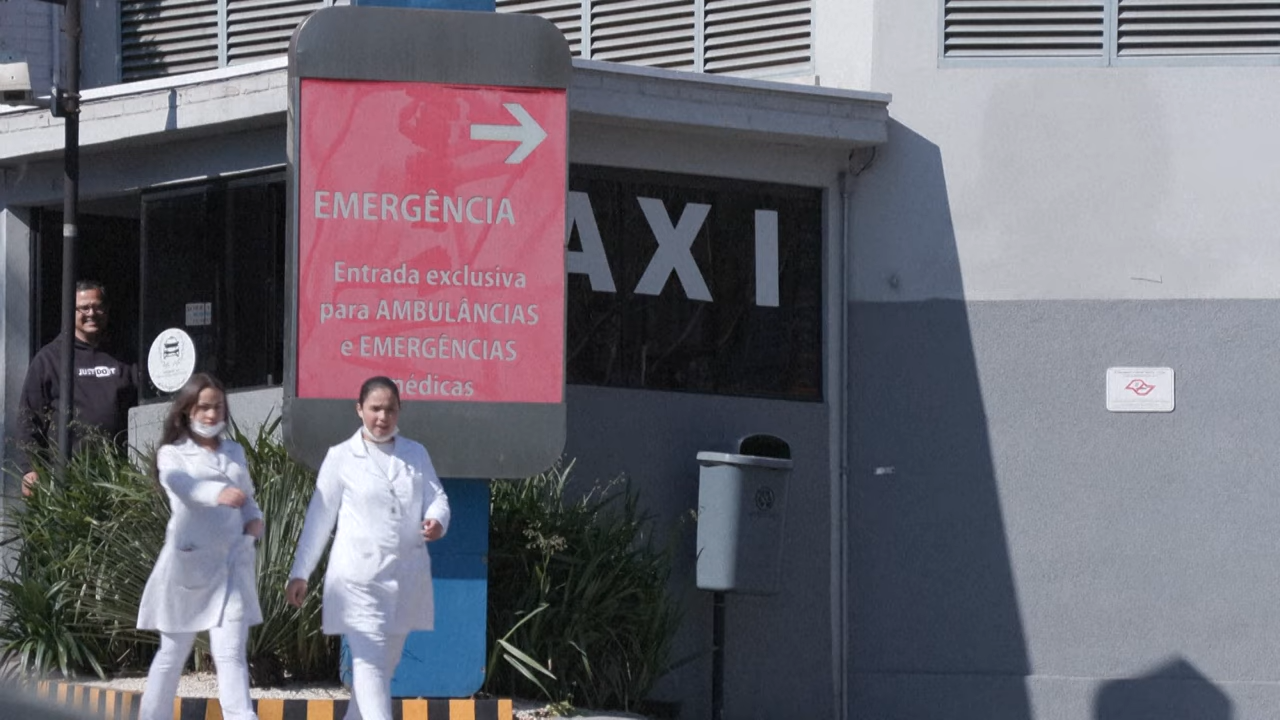 EMERGÊNCIA
Entrada exclusiva
para AMBULÂNCIAS
e EMERGÊNCIAS
médicas
AXI
JUST DO IT